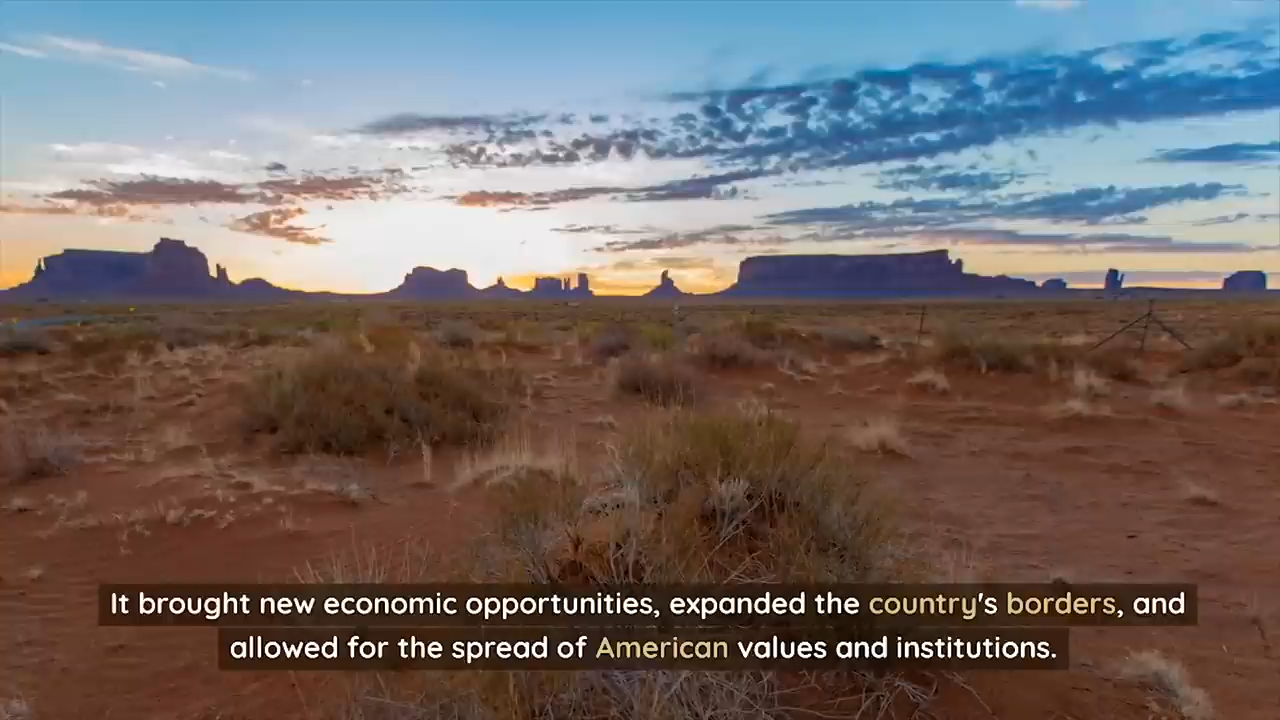 It brought new economic opportunities, expanded the country's borders, and
allowed for the spread of American values and institutions.